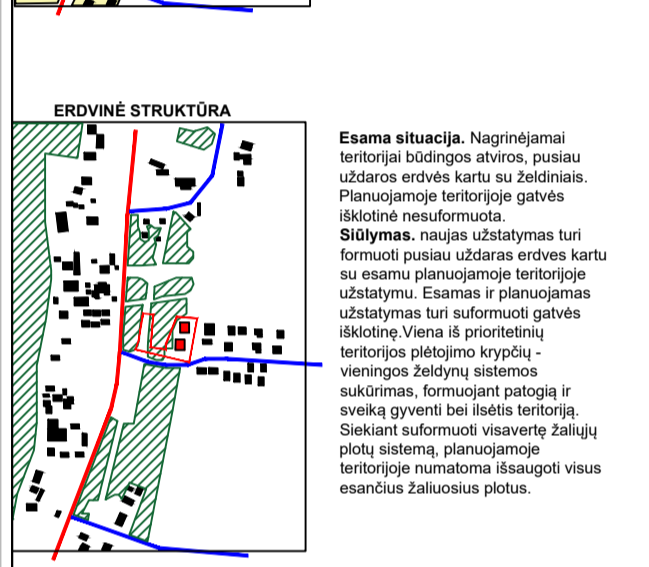 ERDVINĖ STRUKTŪRA
Esama situacija. Nagrinėjamai
teritorijai būdingos atviros, pusiau
uždaros erdvės kartu su želdiniais.
Planuojamoje teritorijoje gatvės
išklotinė nesuformuota.
Siūlymas. naujas užstatymas turi
formuoti pusiau uždaras erdves kartu
su esamu planuojamoje teritorijoje
užstatymu. Esamas ir planuojamas
užstatymas turi suformuoti gatvės
išklotinę.Viena iš prioritetinių
teritorijos plėtojimo krypčių -
vieningos želdynų sistemos
sukūrimas, formuojant patogią ir
sveiką gyventi bei ilsėtis teritoriją.
Siekiant suformuoti visavertę žaliųjų
plotų sistemą, planuojamoje
teritorijoje numatoma išsaugoti visus
esančius žaliuosius plotus.